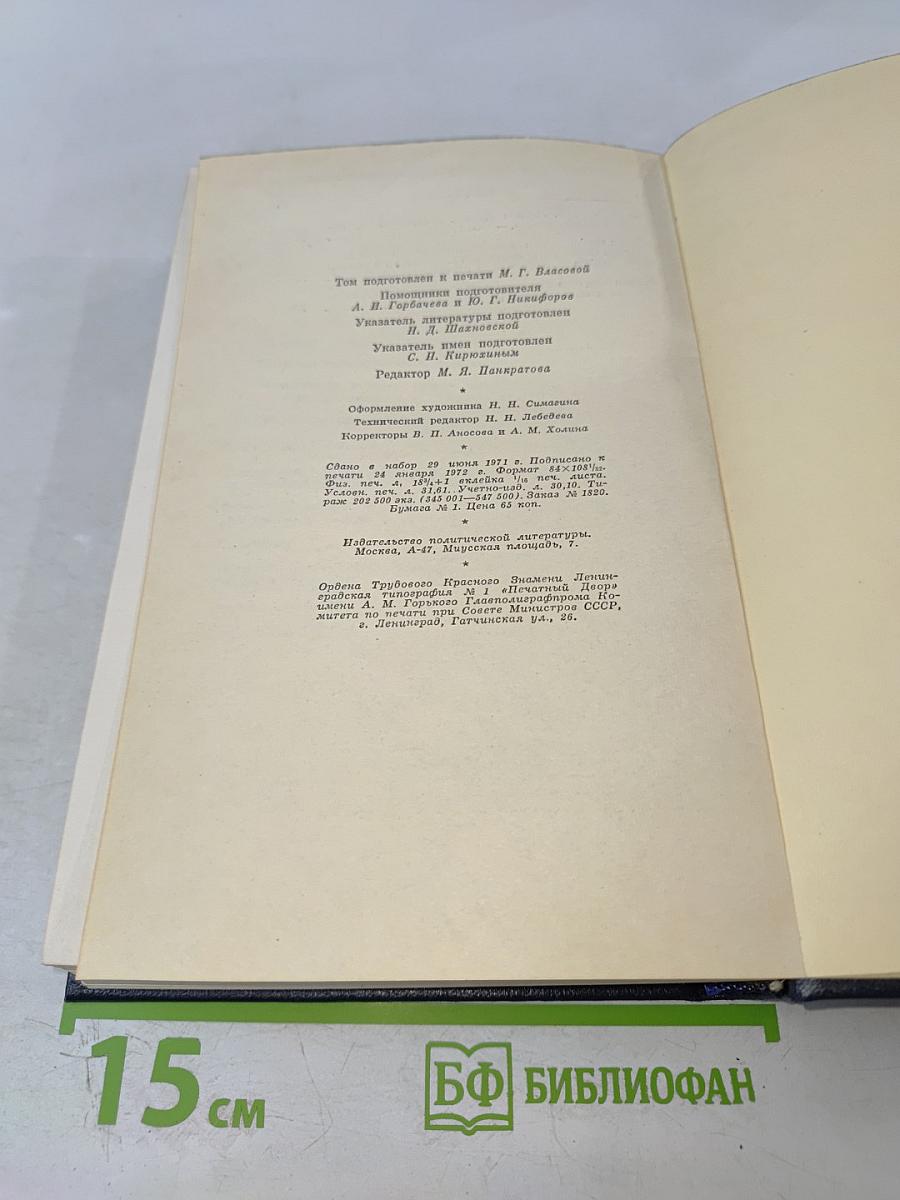 Том подготовлен к печати М. Г. Власовой
Помощники подготовителя
А. И. Горбачева и Ю. Г. Никифоров
Указатель литературы подготовлен
Н. Д. Шахновской
Указатель имен подготовлен
С. Н. Кирюхиным
Редактор М. Я. Панкратова
*
Оформление художника Н. Н. Симагина
Технический редактор Н. Н. Лебедева
Корректоры В. П. Аносова и А. М. Холина
*
Сдано в набор 29 июня 1971 г. Подписано к
печати 24 января 1972 г. Формат 84×108¹/₃₂.
Физ. печ. л. 18³/₄+1 вклейка ¹/₁₆ печ. листа.
Условн. печ. л. 31,61. Учетно-изд. л. 30,10. Ти-
раж 202 500 экз. (345 001—547 500). Заказ № 1820.
Бумага № 1. Цена 65 коп.
*
Издательство политической литературы.
Москва, А-47, Миусская площадь, 7.
*
Ордена Трудового Красного Знамени Ленин-
градская типография № 1 «Печатный Двор»
имени А. М. Горького Главполиграфпрома Ко-
митета по печати при Совете Министров СССР,
г. Ленинград, Гатчинская ул., 26.
15 см
БФ БИБЛИОФАН